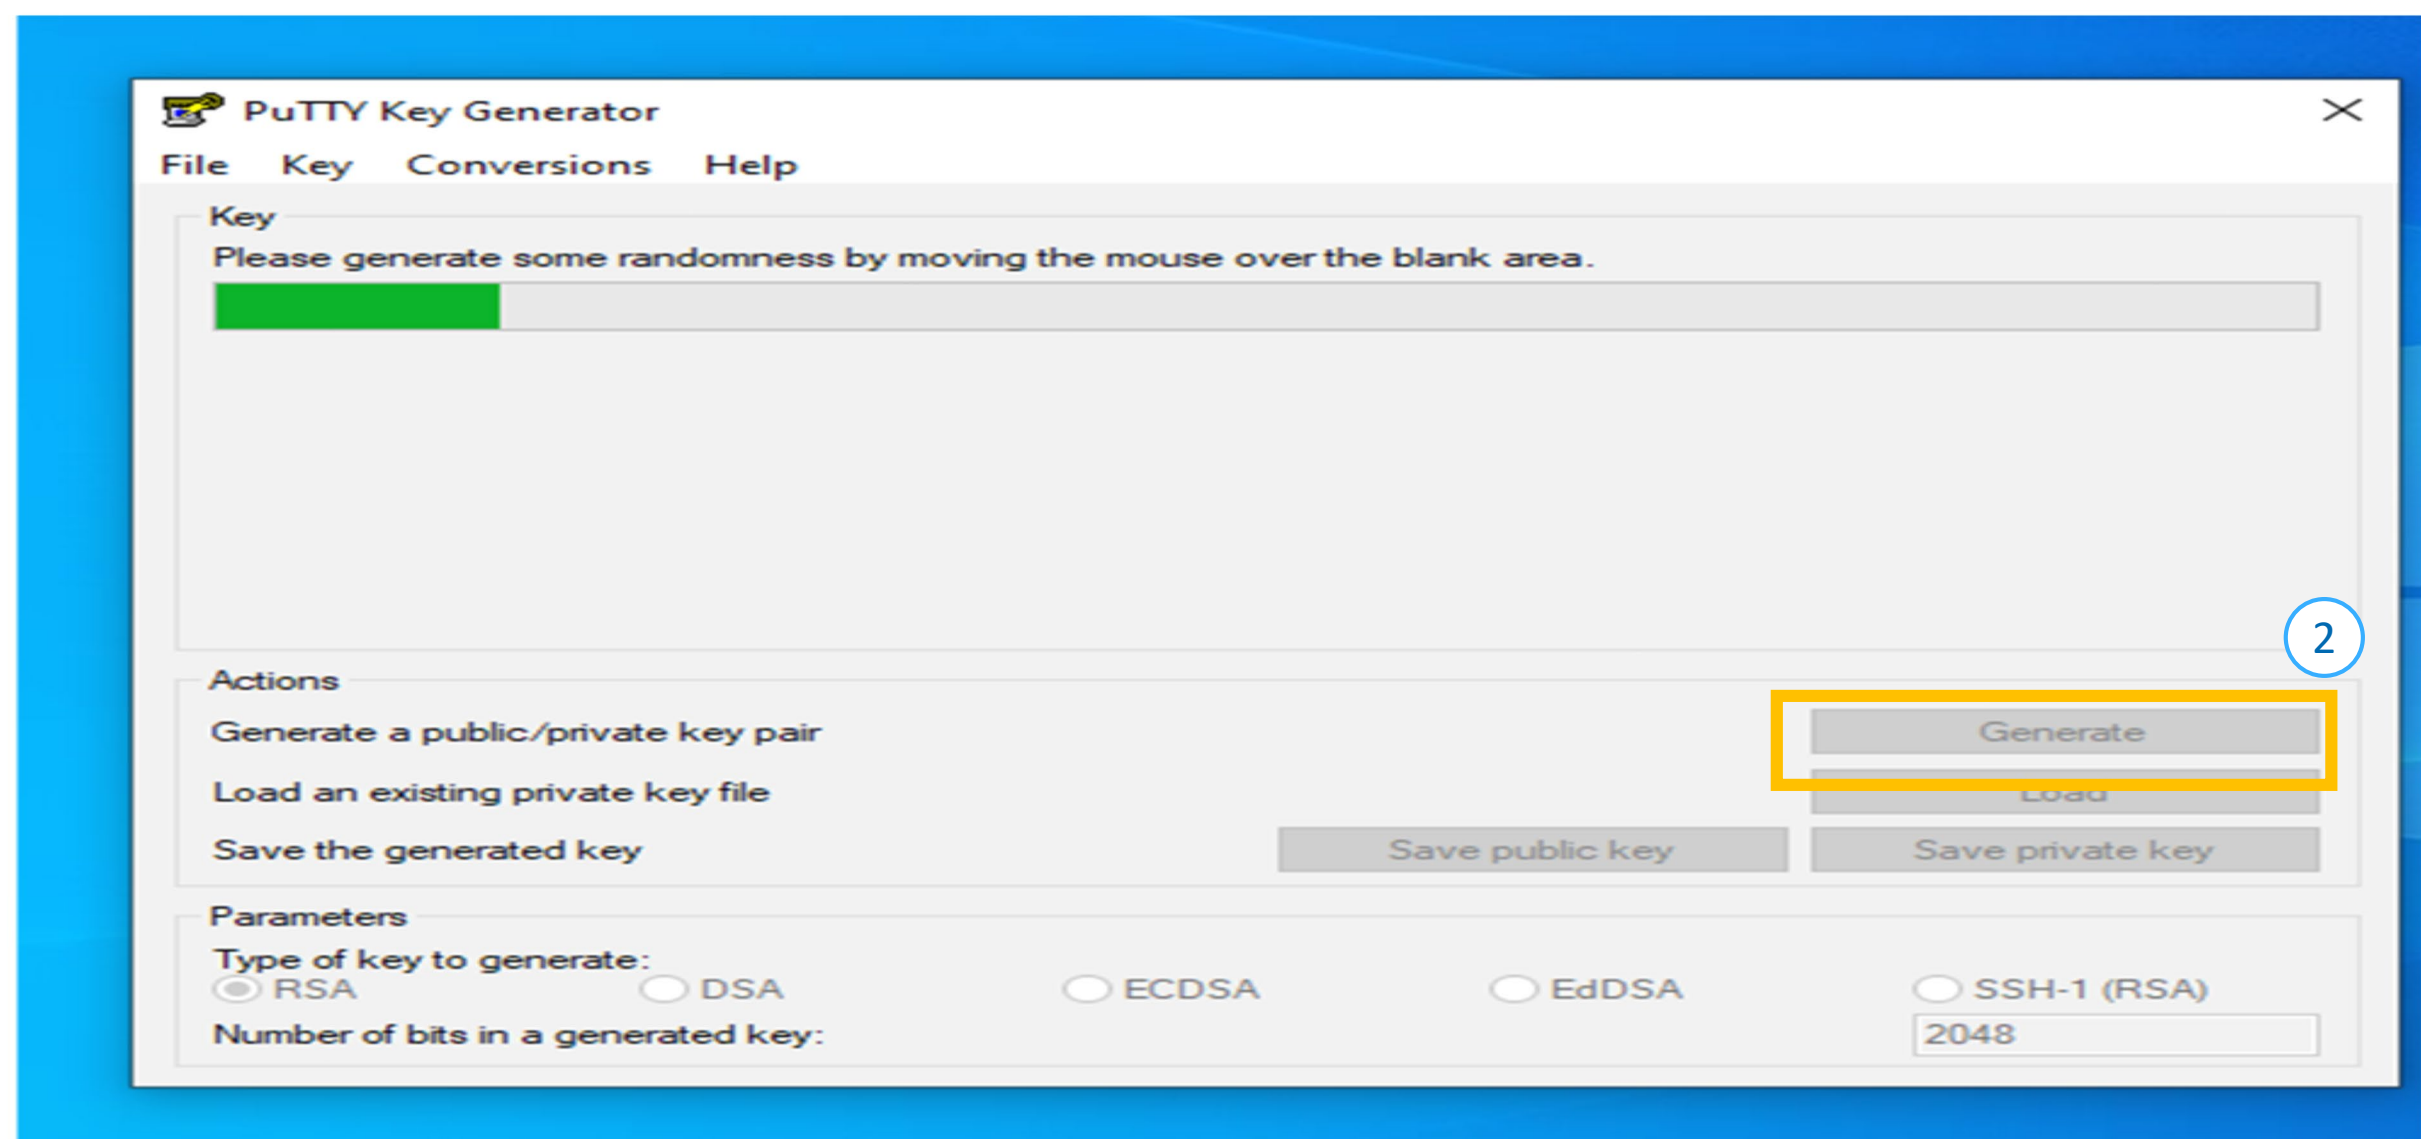 PuTTY Key Generator
File Key Conversions Help
Key
Please generate some randomness by moving the mouse over the blank area.
2
Actions
Generate a public/private key pair Generate
Load an existing private key file Load
Save the generated key Save public key Save private key
Parameters
Type of key to generate:
RSA DSA ECDSA EdDSA SSH-1 (RSA)
Number of bits in a generated key: 2048